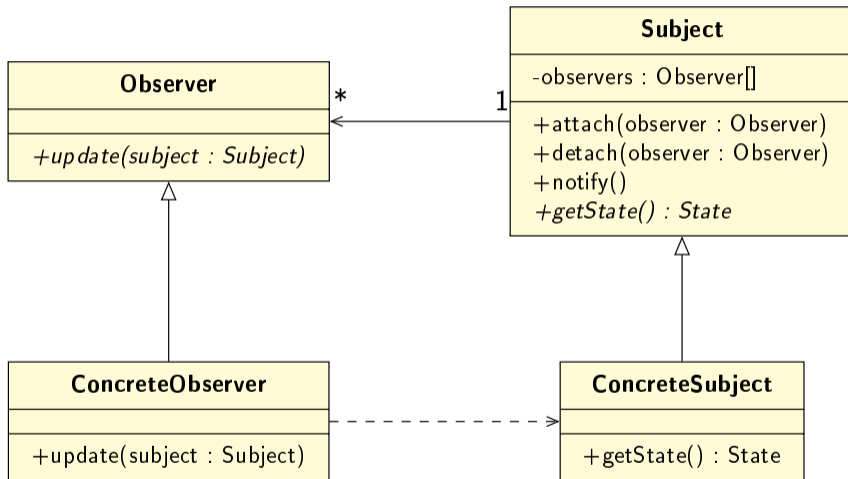 Observer
+update(subject : Subject)
*
1
Subject
-observers : Observer[]
+attach(observer : Observer)
+detach(observer : Observer)
+notify()
+getState() : State
ConcreteObserver
+update(subject : Subject)
ConcreteSubject
+getState() : State